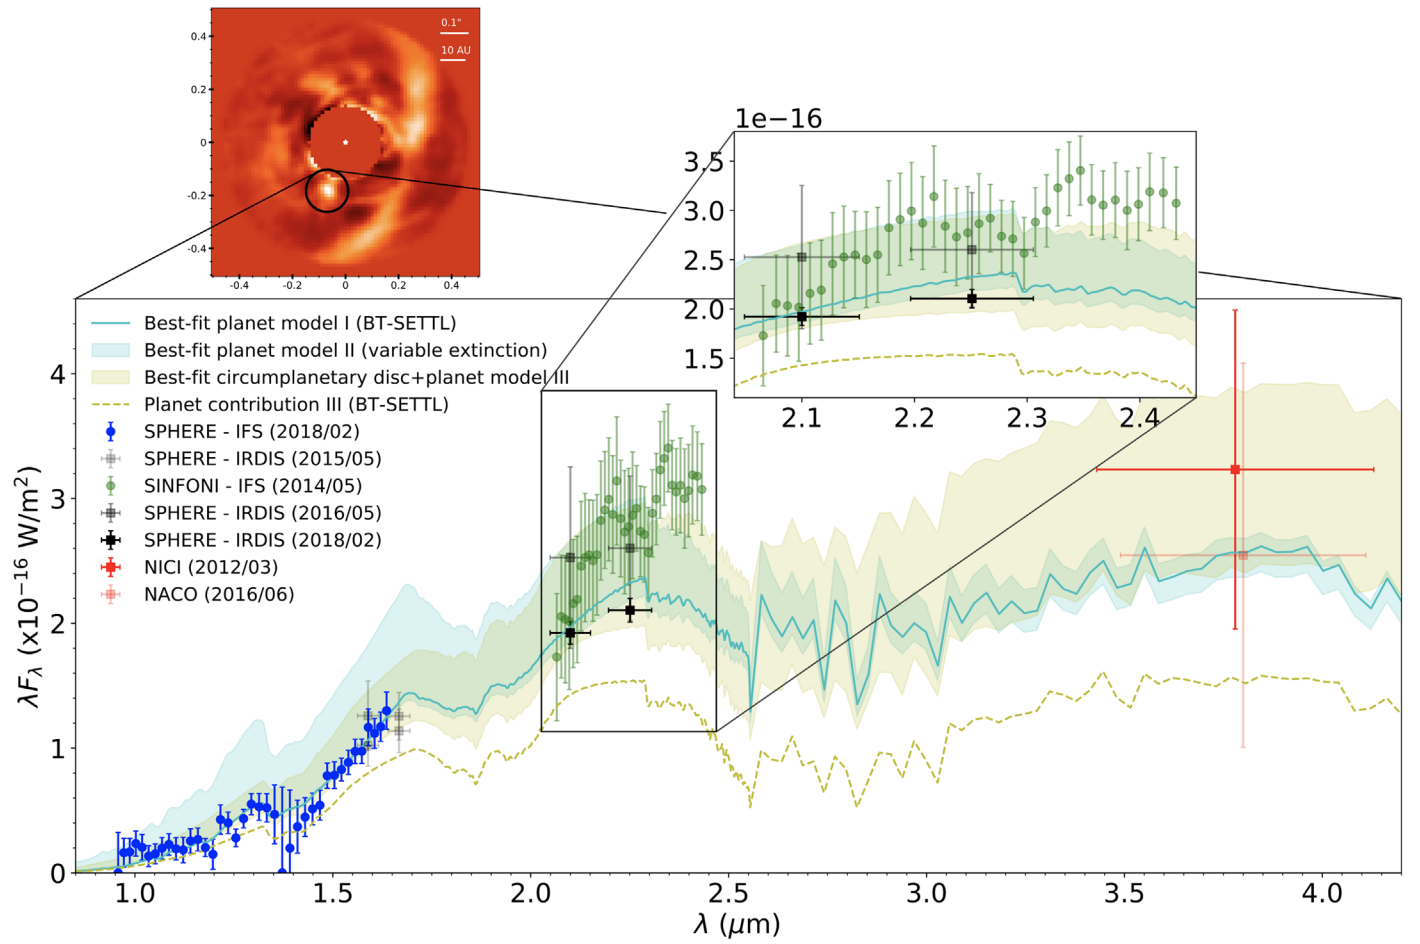 0.1"
10 AU
0.4
0.2
0
-0.2
-0.4
-0.4
-0.2
0
0.2
0.4
1e−16
3.5
3.0
2.5
2.0
1.5
2.1
2.2
2.3
2.4
Best-fit planet model I (BT-SETTL)
Best-fit planet model II (variable extinction)
Best-fit circumplanetary disc+planet model III
Planet contribution III (BT-SETTL)
SPHERE - IFS (2018/02)
SPHERE - IRDIS (2015/05)
SINFONI - IFS (2014/05)
SPHERE - IRDIS (2016/05)
SPHERE - IRDIS (2018/02)
NICI (2012/03)
NACO (2016/06)
λF_λ (x10⁻¹⁶ W/m²)
4
3
2
1
0
1.0
1.5
2.0
2.5
3.0
3.5
4.0
λ (μm)